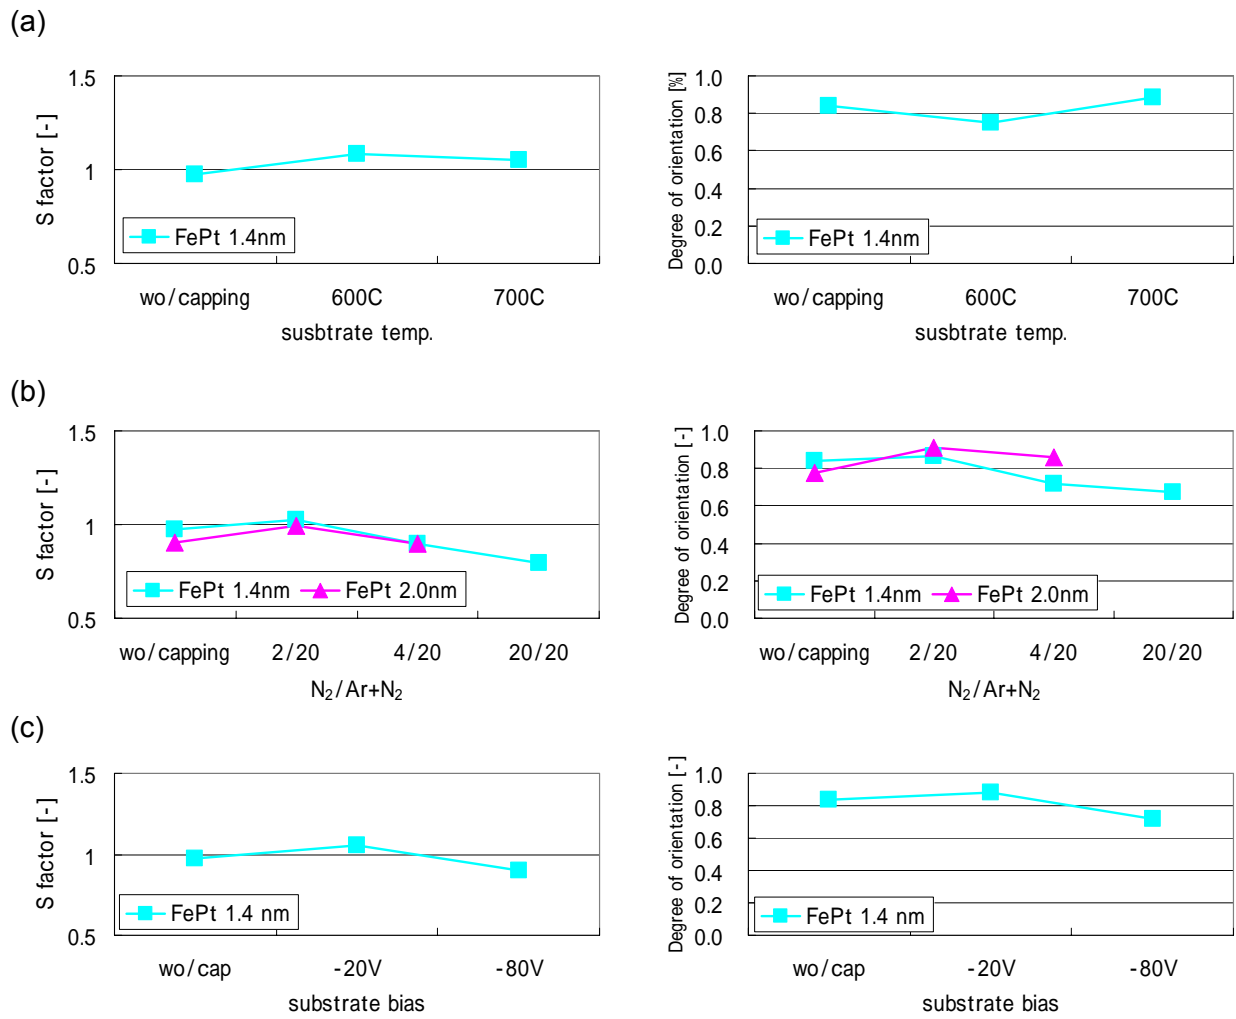 (a)
1.5
1
0.5
S factor [-]
FePt 1.4nm
wo/capping 600C 700C
susbtrate temp.
1.0
0.8
0.6
0.4
0.2
0.0
Degree of orientation [%]
FePt 1.4nm
wo/capping 600C 700C
susbtrate temp.
(b)
1.5
1
0.5
S factor [-]
FePt 1.4nm FePt 2.0nm
wo/capping 2/20 4/20 20/20
N₂/Ar+N₂
1.0
0.8
0.6
0.4
0.2
0.0
Degree of orientation [-]
FePt 1.4nm FePt 2.0nm
wo/capping 2/20 4/20 20/20
N₂/Ar+N₂
(c)
1.5
1
0.5
S factor [-]
FePt 1.4 nm
wo/cap -20V -80V
substrate bias
1.0
0.8
0.6
0.4
0.2
0.0
Degree of orientation [-]
FePt 1.4 nm
wo/cap -20V -80V
substrate bias